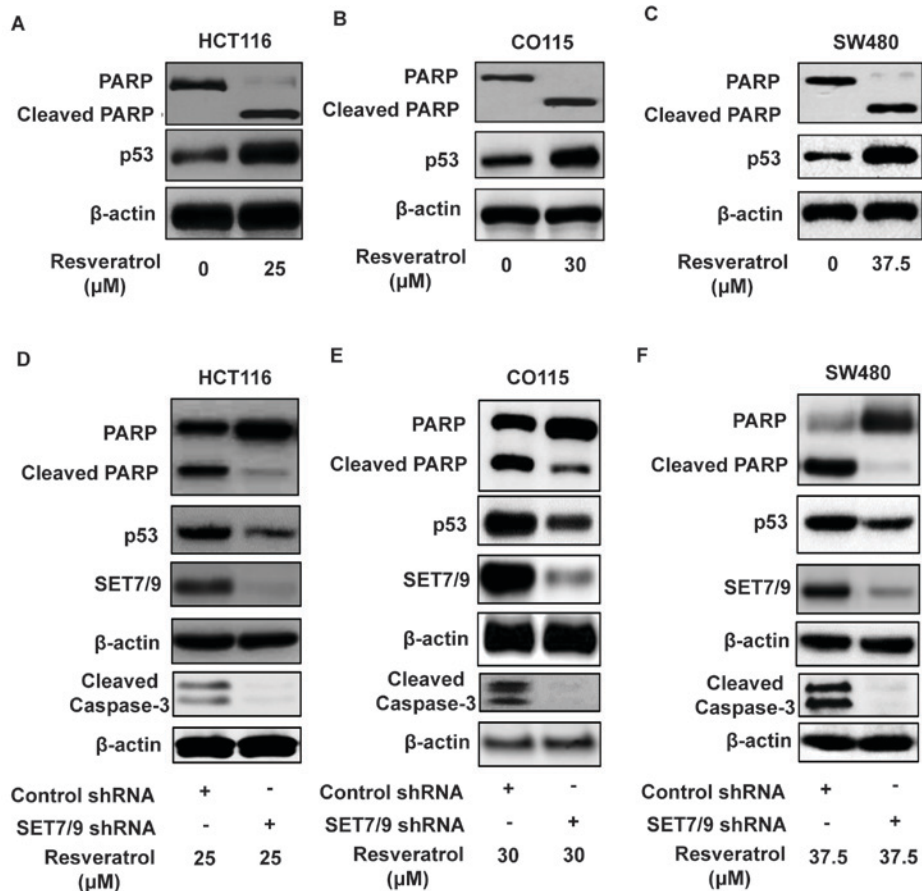 A
HCT116
PARP
Cleaved PARP
p53
β-actin
Resveratrol 0 25
(μM)
B
CO115
PARP
Cleaved PARP
p53
β-actin
Resveratrol 0 30
(μM)
C
SW480
PARP
Cleaved PARP
p53
β-actin
Resveratrol 0 37.5
(μM)
D
HCT116
PARP
Cleaved PARP
p53
SET7/9
β-actin
Cleaved
Caspase-3
β-actin
Control shRNA + -
SET7/9 shRNA - +
Resveratrol 25 25
(μM)
E
CO115
PARP
Cleaved PARP
p53
SET7/9
β-actin
Cleaved
Caspase-3
β-actin
Control shRNA + -
SET7/9 shRNA - +
Resveratrol 30 30
(μM)
F
SW480
PARP
Cleaved PARP
p53
SET7/9
β-actin
Cleaved
Caspase-3
β-actin
Control shRNA + -
SET7/9 shRNA - +
Resveratrol 37.5 37.5
(μM)